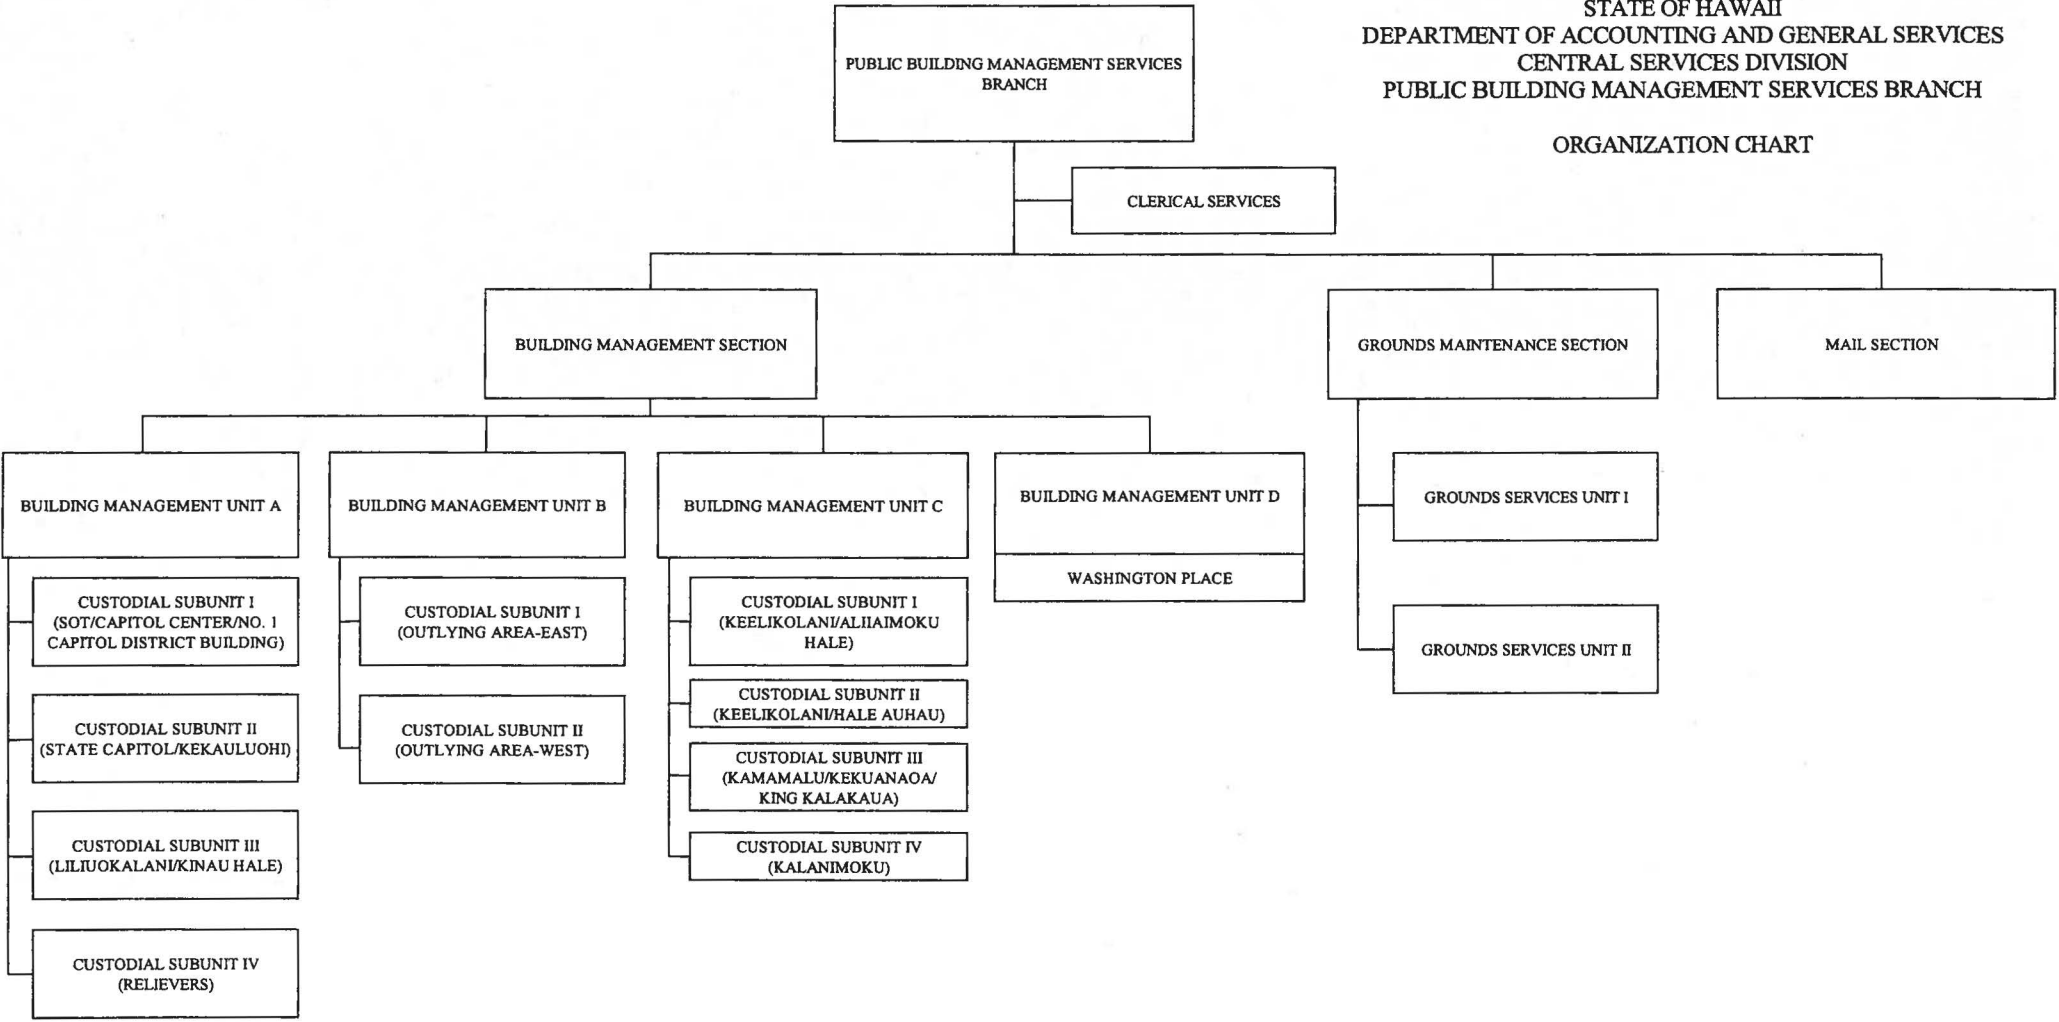 STATE OF HAWAII
DEPARTMENT OF ACCOUNTING AND GENERAL SERVICES
CENTRAL SERVICES DIVISION
PUBLIC BUILDING MANAGEMENT SERVICES BRANCH
ORGANIZATION CHART
PUBLIC BUILDING MANAGEMENT SERVICES
BRANCH
CLERICAL SERVICES
BUILDING MANAGEMENT SECTION
GROUNDS MAINTENANCE SECTION
MAIL SECTION
BUILDING MANAGEMENT UNIT A
CUSTODIAL SUBUNIT I
(SOT/CAPITOL CENTER/NO. 1
CAPITOL DISTRICT BUILDING)
CUSTODIAL SUBUNIT II
(STATE CAPITOL/KEKAULUOHI)
CUSTODIAL SUBUNIT III
(LILIUOKALANI/KINAU HALE)
CUSTODIAL SUBUNIT IV
(RELIEVERS)
BUILDING MANAGEMENT UNIT B
CUSTODIAL SUBUNIT I
(OUTLYING AREA-EAST)
CUSTODIAL SUBUNIT II
(OUTLYING AREA-WEST)
BUILDING MANAGEMENT UNIT C
CUSTODIAL SUBUNIT I
(KEELIKOLANI/ALIIAIMOKU
HALE)
CUSTODIAL SUBUNIT II
(KEELIKOLANI/HALE AUHAU)
CUSTODIAL SUBUNIT III
(KAMAMALU/KEKUANAOA/
KING KALAKAUA)
CUSTODIAL SUBUNIT IV
(KALANIMOKU)
BUILDING MANAGEMENT UNIT D
WASHINGTON PLACE
GROUNDS SERVICES UNIT I
GROUNDS SERVICES UNIT II